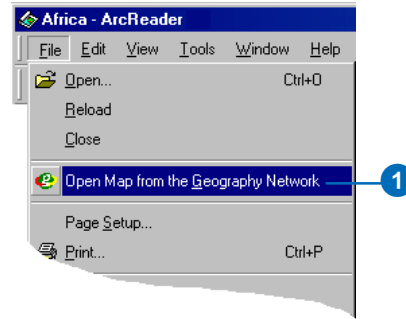 Africa - ArcReader
File Edit View Tools Window Help
Open... Ctrl+O
Reload
Close
Open Map from the Geography Network 1
Page Setup...
Print... Ctrl+P